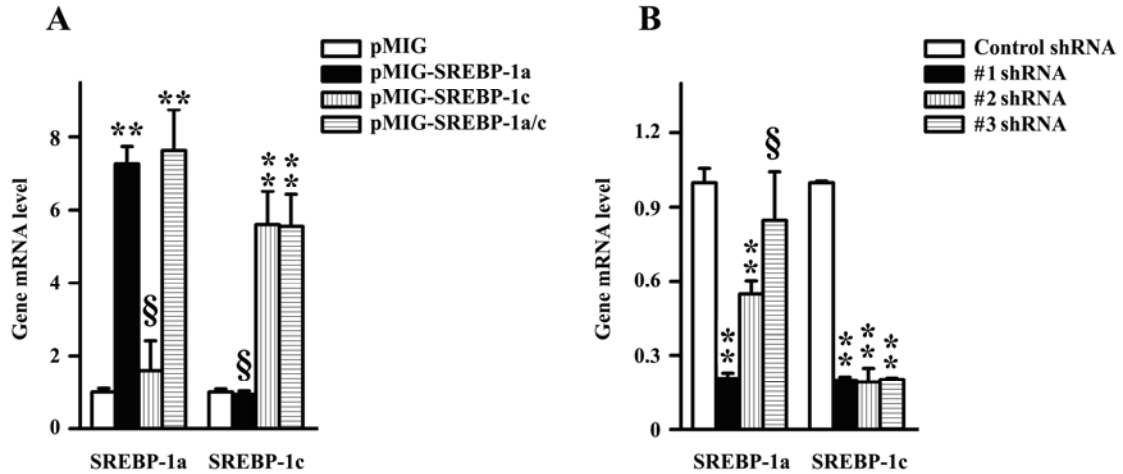 A
pMIG
pMIG-SREBP-1a
pMIG-SREBP-1c
pMIG-SREBP-1a/c
Gene mRNA level
8
6
4
2
0
**
§
**
§
**
**
SREBP-1a SREBP-1c
B
Control shRNA
#1 shRNA
#2 shRNA
#3 shRNA
Gene mRNA level
1.2
0.9
0.6
0.3
0
**
**
§
**
**
**
SREBP-1a SREBP-1c